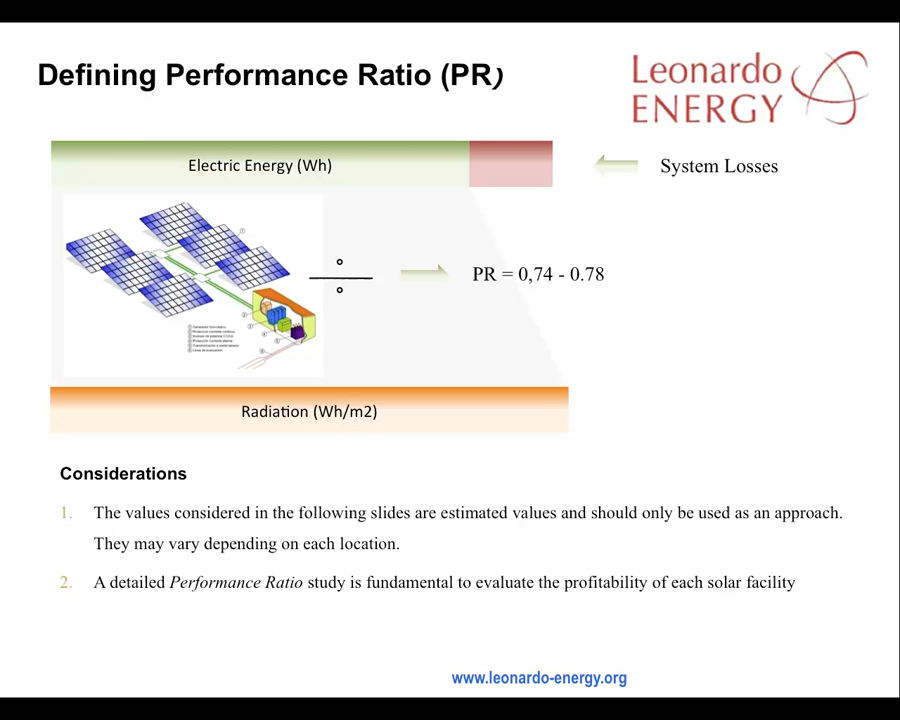 Defining Performance Ratio (PR)
Leonardo
ENERGY
Electric Energy (Wh)
System Losses
PR = 0,74 - 0.78
Radiation (Wh/m2)
Considerations
1. The values considered in the following slides are estimated values and should only be used as an approach.
They may vary depending on each location.
2. A detailed Performance Ratio study is fundamental to evaluate the profitability of each solar facility
www.leonardo-energy.org